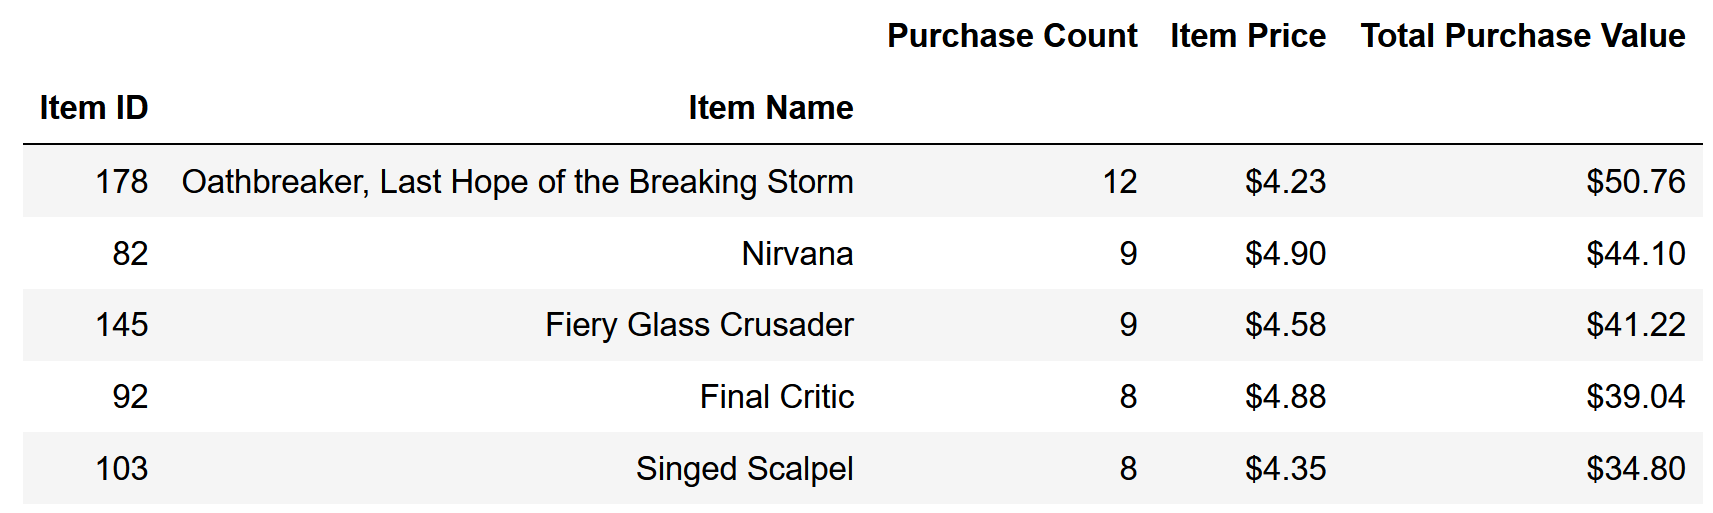 Purchase Count Item Price Total Purchase Value
Item ID Item Name
178 Oathbreaker, Last Hope of the Breaking Storm 12 $4.23 $50.76
82 Nirvana 9 $4.90 $44.10
145 Fiery Glass Crusader 9 $4.58 $41.22
92 Final Critic 8 $4.88 $39.04
103 Singed Scalpel 8 $4.35 $34.80